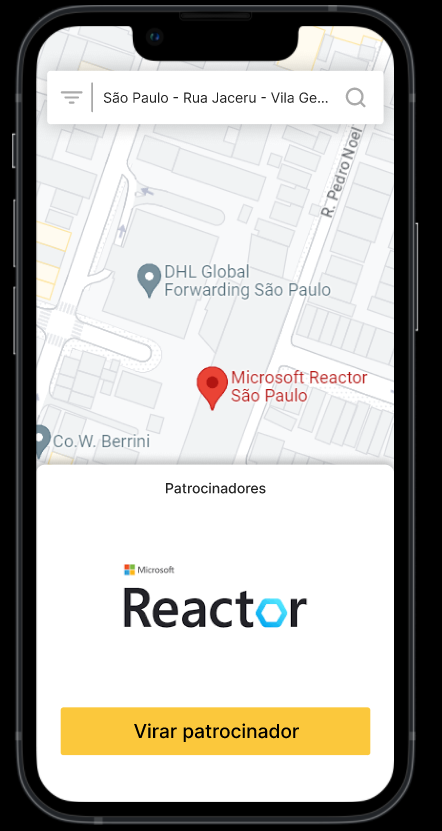 São Paulo - Rua Jaceru - Vila Ge...
R. Pedro Noel
DHL Global
Forwarding São Paulo
Microsoft Reactor
São Paulo
Co.W. Berrini
Patrocinadores
Microsoft
Reactor
Virar patrocinador